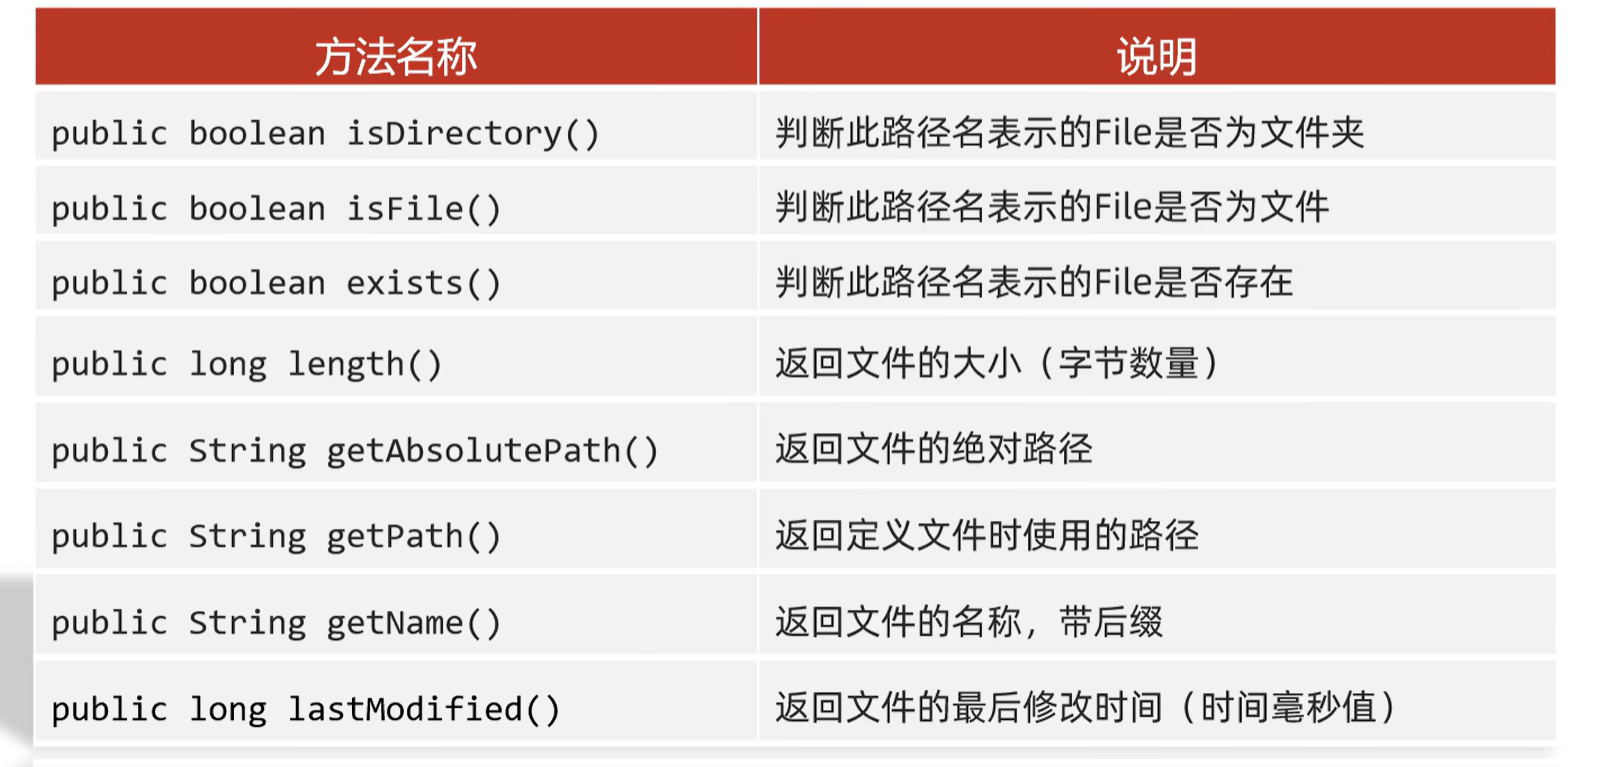 方法名称 说明
public boolean isDirectory() 判断此路径名表示的File是否为文件夹
public boolean isFile() 判断此路径名表示的File是否为文件
public boolean exists() 判断此路径名表示的File是否存在
public long length() 返回文件的大小（字节数量）
public String getAbsolutePath() 返回文件的绝对路径
public String getPath() 返回定义文件时使用的路径
public String getName() 返回文件的名称，带后缀
public long lastModified() 返回文件的最后修改时间（时间毫秒值）